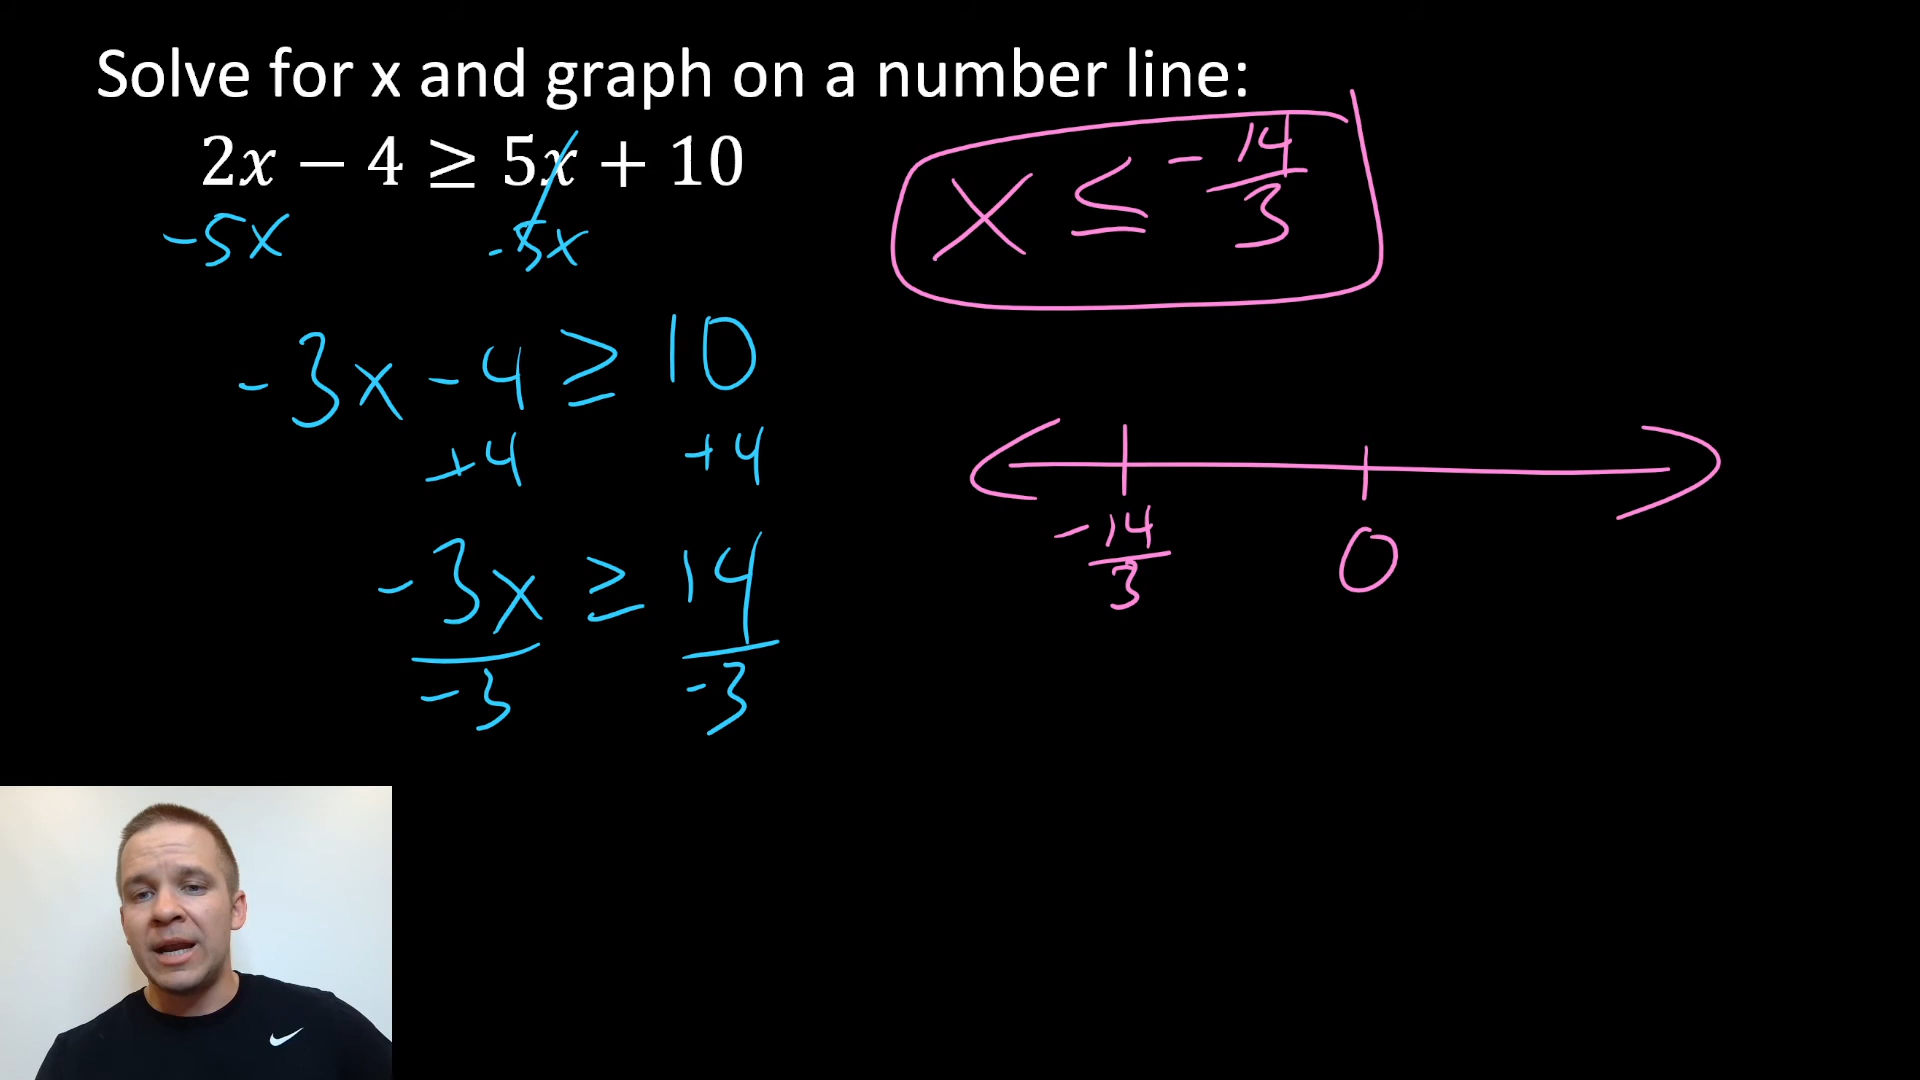 Solve for x and graph on a number line:
2x − 4 ≥ 5x + 10
-5x -5x
-3x - 4 ≥ 10
+4 +4
-3x ≥ 14
-3 -3
x ≤ -14/3
-14/3 0